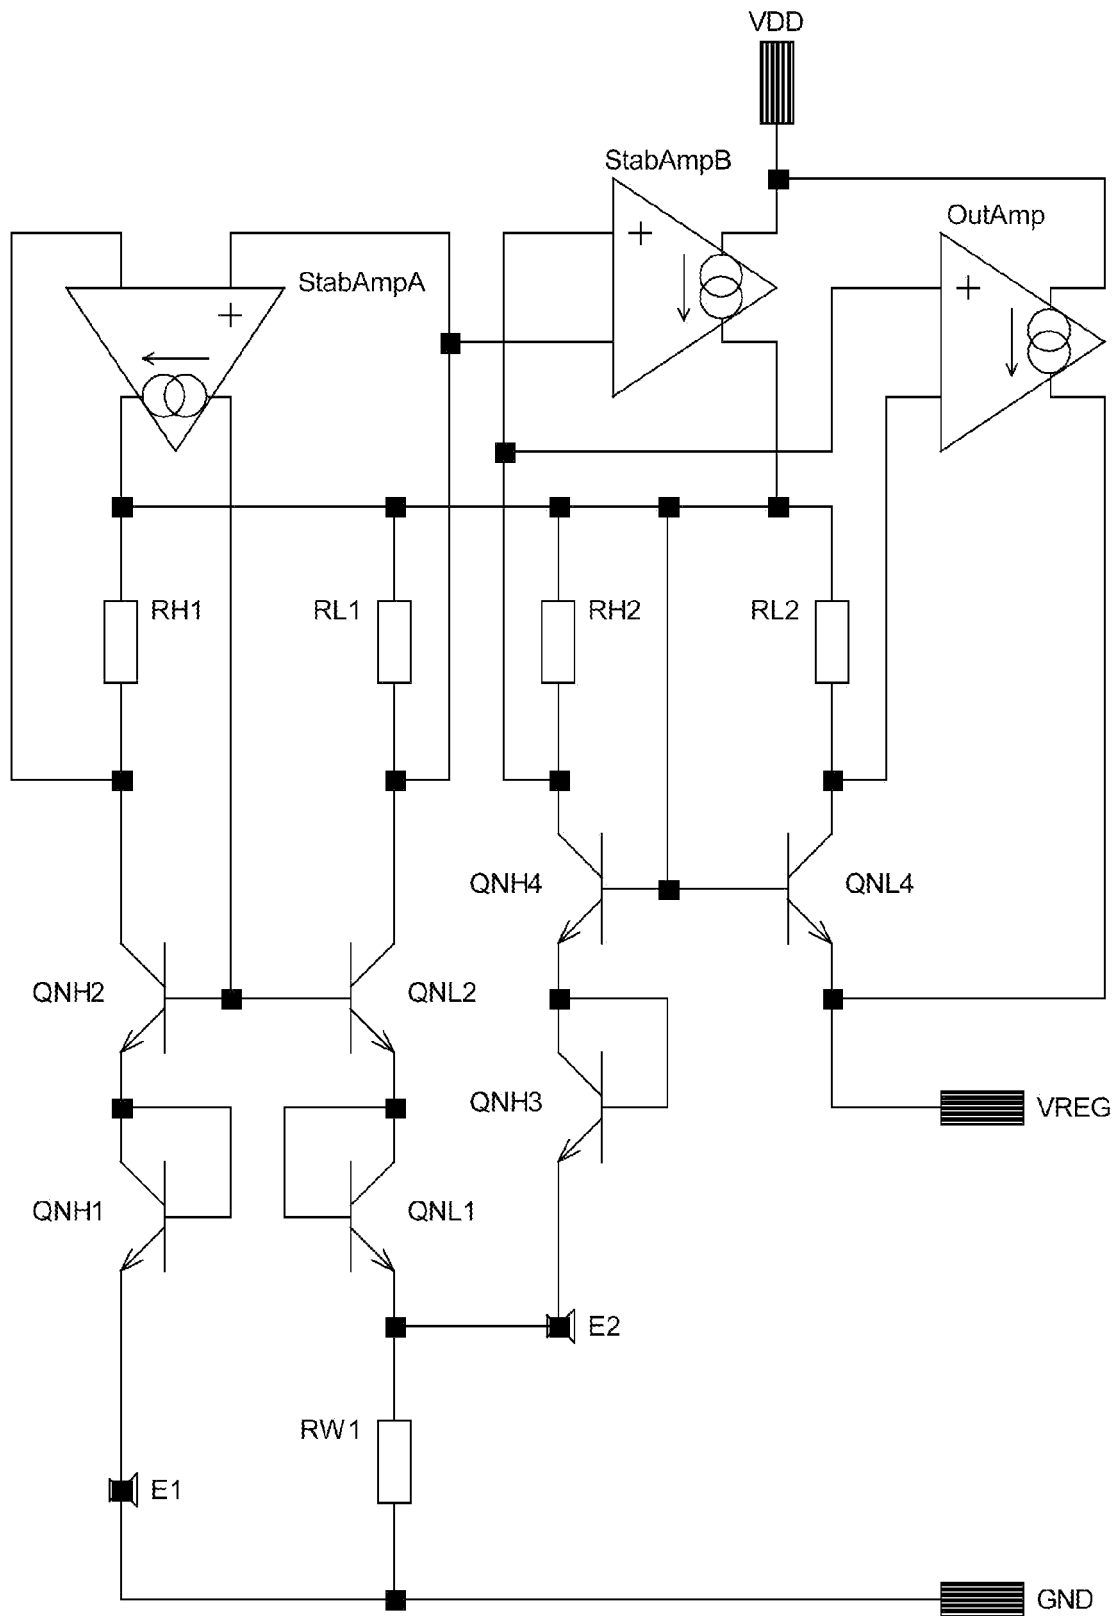 VDD
StabAmpB
OutAmp
StabAmpA
+
+
+
RH1
RL1
RH2
RL2
QNH4
QNL4
QNH2
QNL2
QNH3
VREG
QNH1
QNL1
E2
RW1
E1
GND